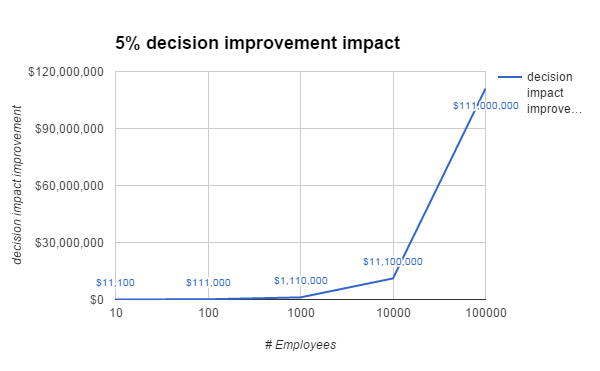 5% decision improvement impact
$120,000,000
$90,000,000
$60,000,000
$30,000,000
$0
decision impact improvement
$11,100
$111,000
$1,110,000
$11,100,000
$111,000,000
decision
impact
improve…
10 100 1000 10000 100000
# Employees